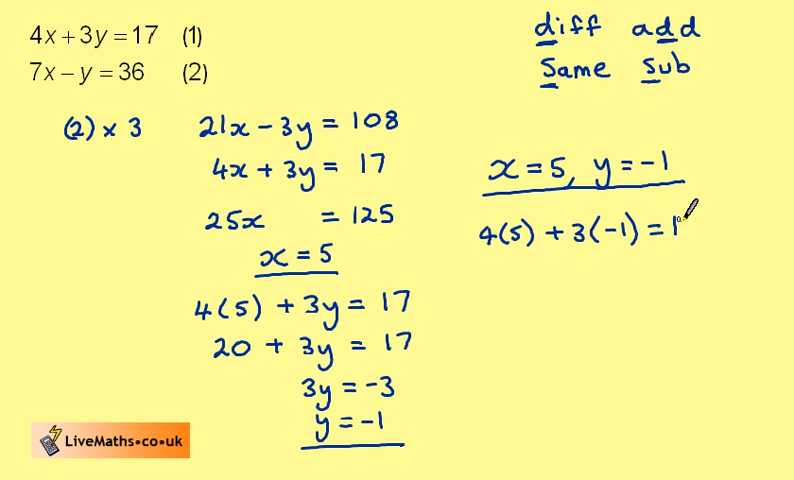 4x + 3y = 17 (1)
7x − y = 36 (2)
diff add
Same Sub
(2) × 3 21x − 3y = 108
4x + 3y = 17
25x = 125
x = 5
4(5) + 3y = 17
20 + 3y = 17
3y = −3
y = −1
x = 5, y = −1
4(5) + 3(−1) = 1
LiveMaths•co•uk